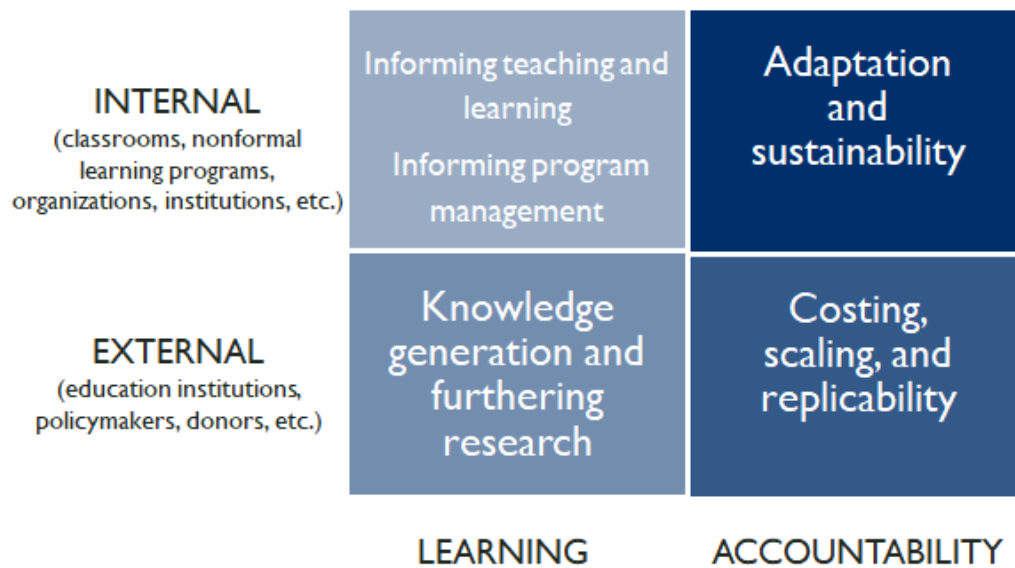 INTERNAL
(classrooms, nonformal
learning programs,
organizations, institutions, etc.)
Informing teaching and
learning
Informing program
management
Adaptation
and
sustainability
EXTERNAL
(education institutions,
policymakers, donors, etc.)
Knowledge
generation and
furthering
research
Costing,
scaling, and
replicability
LEARNING
ACCOUNTABILITY